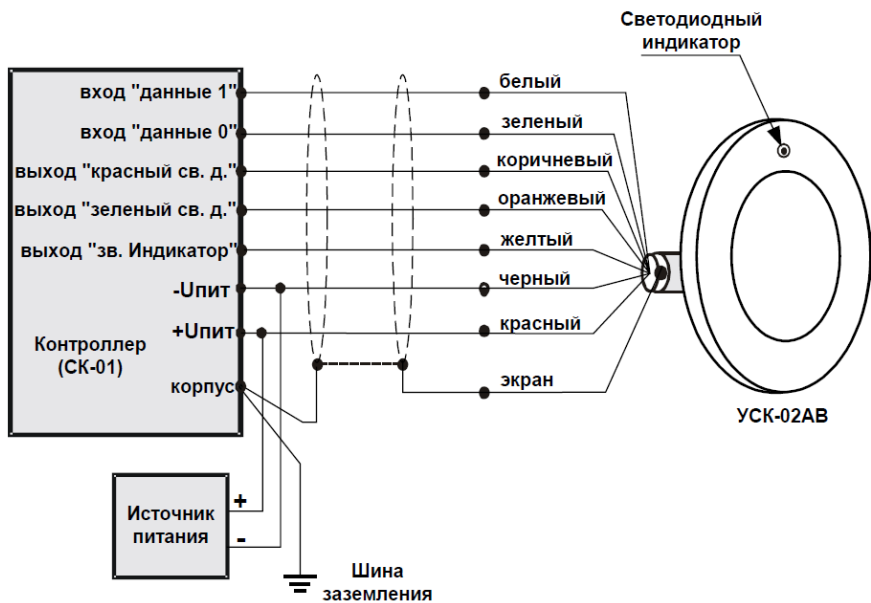 Светодиодный
индикатор
вход "данные 1"
вход "данные 0"
выход "красный св. д."
выход "зеленый св. д."
выход "зв. Индикатор"
-Uпит
+Uпит
Контроллер
(СК-01)
корпус
белый
зеленый
коричневый
оранжевый
желтый
черный
красный
экран
УСК-02АВ
Источник
питания
+
-
Шина
заземления